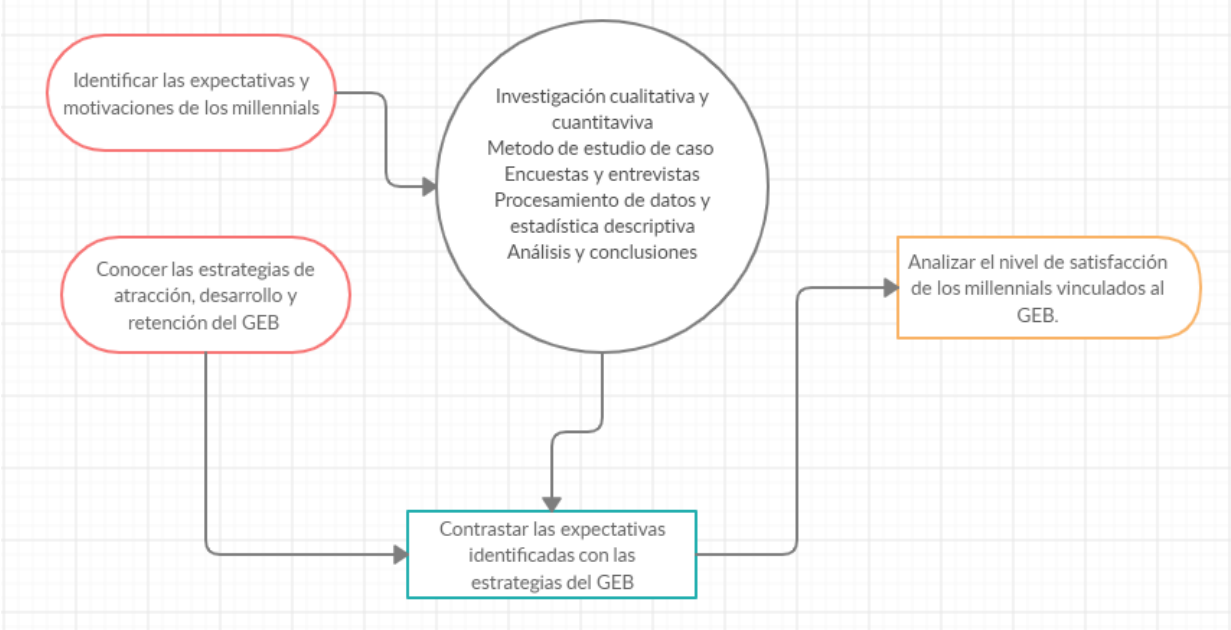 Identificar las expectativas y
motivaciones de los millennials
Investigación cualitativa y
cuantitaviva
Metodo de estudio de caso
Encuestas y entrevistas
Procesamiento de datos y
estadística descriptiva
Análisis y conclusiones
Conocer las estrategias de
atracción, desarrollo y
retención del GEB
Analizar el nivel de satisfacción
de los millennials vinculados al
GEB.
Contrastar las expectativas
identificadas con las
estrategias del GEB